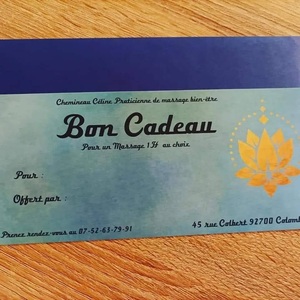 Chemineau Céline Praticienne de massage bien-être
Bon Cadeau
Pour un Massage 1H au choix
Pour :
Offert par :
Prenez rendez-vous au 07-52-63-79-91
45 rue Colbert 92700 Colomb